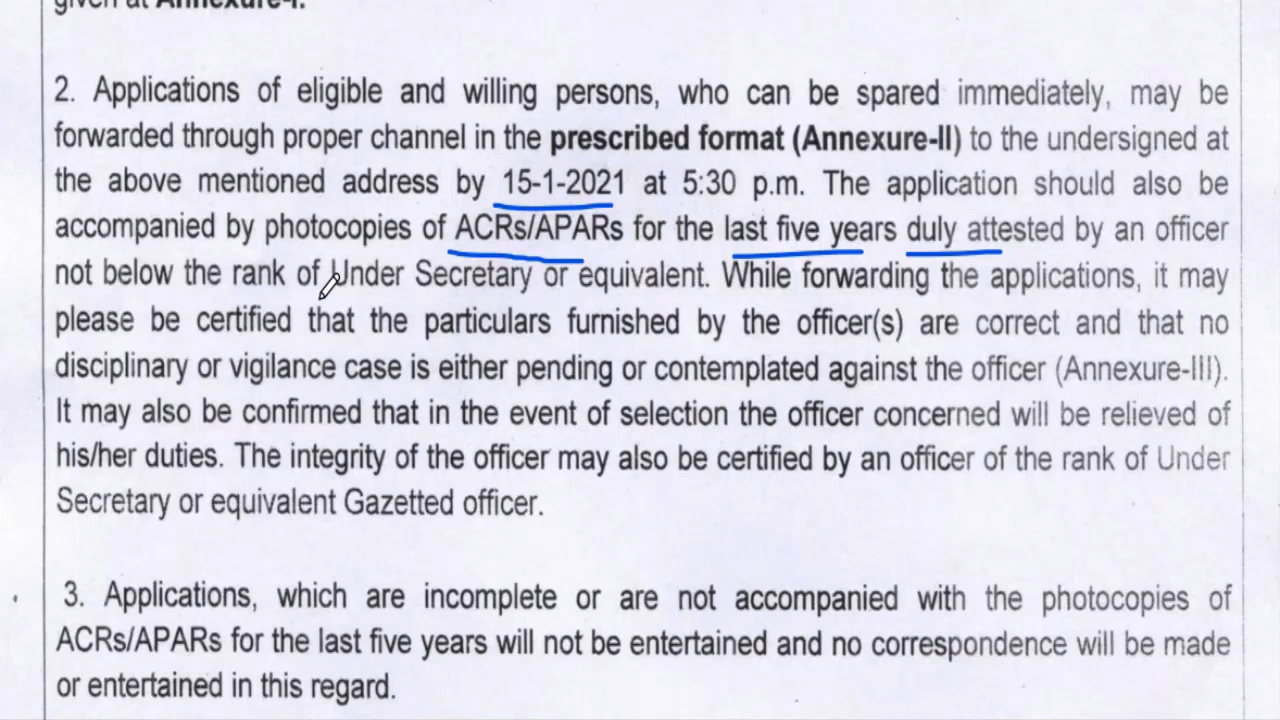 given at Annexure-I.
2. Applications of eligible and willing persons, who can be spared immediately, may be
forwarded through proper channel in the prescribed format (Annexure-II) to the undersigned at
the above mentioned address by 15-1-2021 at 5:30 p.m. The application should also be
accompanied by photocopies of ACRs/APARs for the last five years duly attested by an officer
not below the rank of Under Secretary or equivalent. While forwarding the applications, it may
please be certified that the particulars furnished by the officer(s) are correct and that no
disciplinary or vigilance case is either pending or contemplated against the officer (Annexure-III).
It may also be confirmed that in the event of selection the officer concerned will be relieved of
his/her duties. The integrity of the officer may also be certified by an officer of the rank of Under
Secretary or equivalent Gazetted officer.
3. Applications, which are incomplete or are not accompanied with the photocopies of
ACRs/APARs for the last five years will not be entertained and no correspondence will be made
or entertained in this regard.